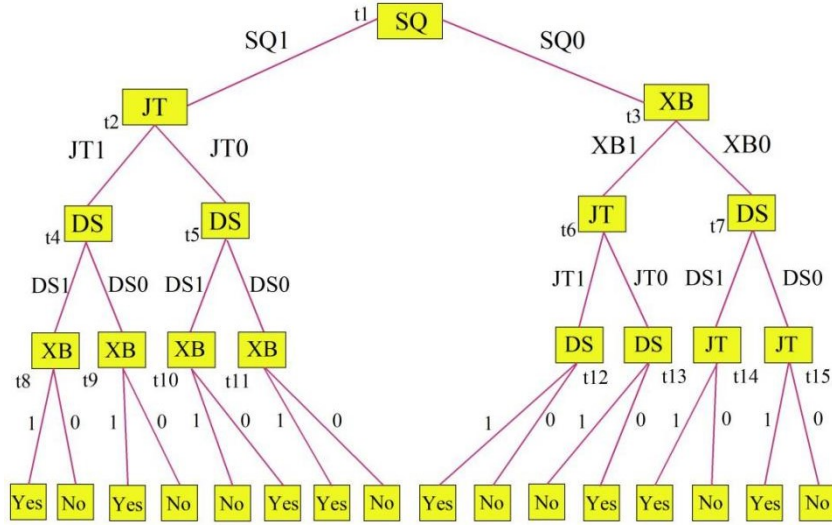 t1 SQ
SQ1 SQ0
JT XB
t2 t3
JT1 JT0 XB1 XB0
DS DS JT DS
t4 t5 t6 t7
DS1 DS0 DS1 DS0 JT1 JT0 DS1 DS0
XB XB XB XB DS DS JT JT
t8 t9 t10 t11 t12 t13 t14 t15
1 0 1 0 1 0 1 0 1 0 1 0 1 0 1 0
Yes No Yes No No Yes Yes No Yes No No Yes Yes No Yes No